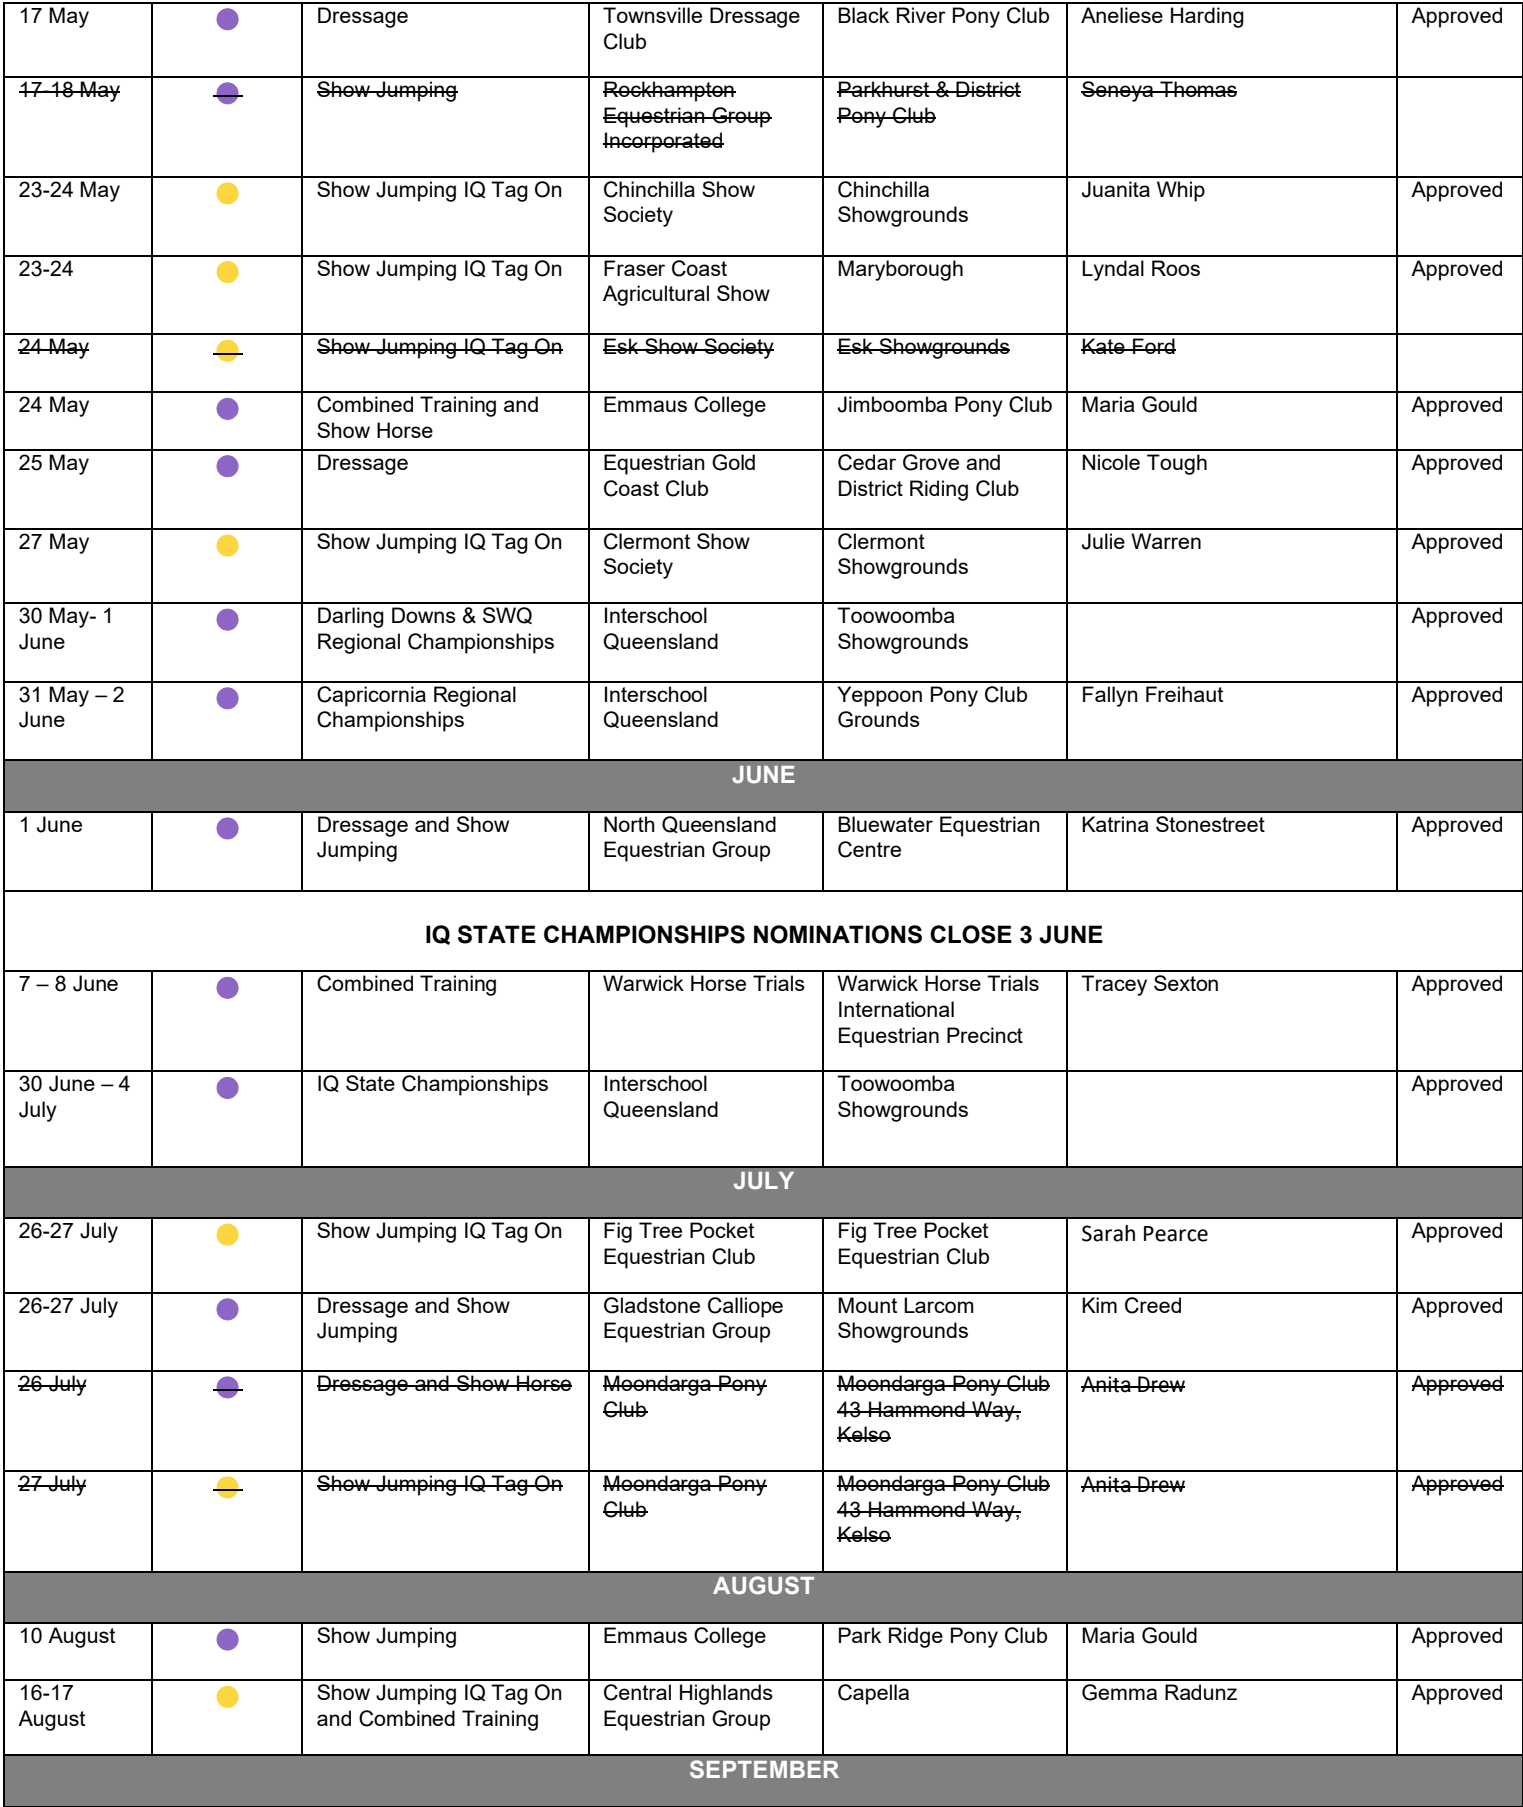 17 May Dressage Townsville Dressage Black River Pony Club Aneliese Harding Approved
Club
17-18 May Show Jumping Rockhampton Parkhurst & District Seneya Thomas
Equestrian Group Pony Club
Incorporated
23-24 May Show Jumping IQ Tag On Chinchilla Show Chinchilla Juanita Whip Approved
Society Showgrounds
23-24 Show Jumping IQ Tag On Fraser Coast Maryborough Lyndal Roos Approved
Agricultural Show
24 May Show Jumping IQ Tag On Esk Show Society Esk Showgrounds Kate Ford
24 May Combined Training and Emmaus College Jimboomba Pony Club Maria Gould Approved
Show Horse
25 May Dressage Equestrian Gold Cedar Grove and Nicole Tough Approved
Coast Club District Riding Club
27 May Show Jumping IQ Tag On Clermont Show Clermont Julie Warren Approved
Society Showgrounds
30 May- 1 Darling Downs & SWQ Interschool Toowoomba Approved
June Regional Championships Queensland Showgrounds
31 May – 2 Capricornia Regional Interschool Yeppoon Pony Club Fallyn Freihaut Approved
June Championships Queensland Grounds
JUNE
1 June Dressage and Show North Queensland Bluewater Equestrian Katrina Stonestreet Approved
Jumping Equestrian Group Centre
IQ STATE CHAMPIONSHIPS NOMINATIONS CLOSE 3 JUNE
7 – 8 June Combined Training Warwick Horse Trials Warwick Horse Trials Tracey Sexton Approved
International
Equestrian Precinct
30 June – 4 IQ State Championships Interschool Toowoomba Approved
July Queensland Showgrounds
JULY
26-27 July Show Jumping IQ Tag On Fig Tree Pocket Fig Tree Pocket Sarah Pearce Approved
Equestrian Club Equestrian Club
26-27 July Dressage and Show Gladstone Calliope Mount Larcom Kim Creed Approved
Jumping Equestrian Group Showgrounds
26 July Dressage and Show Horse Moondarga Pony Moondarga Pony Club Anita Drew Approved
Club 43 Hammond Way,
Kelso
27 July Show Jumping IQ Tag On Moondarga Pony Moondarga Pony Club Anita Drew Approved
Club 43 Hammond Way,
Kelso
AUGUST
10 August Show Jumping Emmaus College Park Ridge Pony Club Maria Gould Approved
16-17 Show Jumping IQ Tag On Central Highlands Capella Gemma Radunz Approved
August and Combined Training Equestrian Group
SEPTEMBER